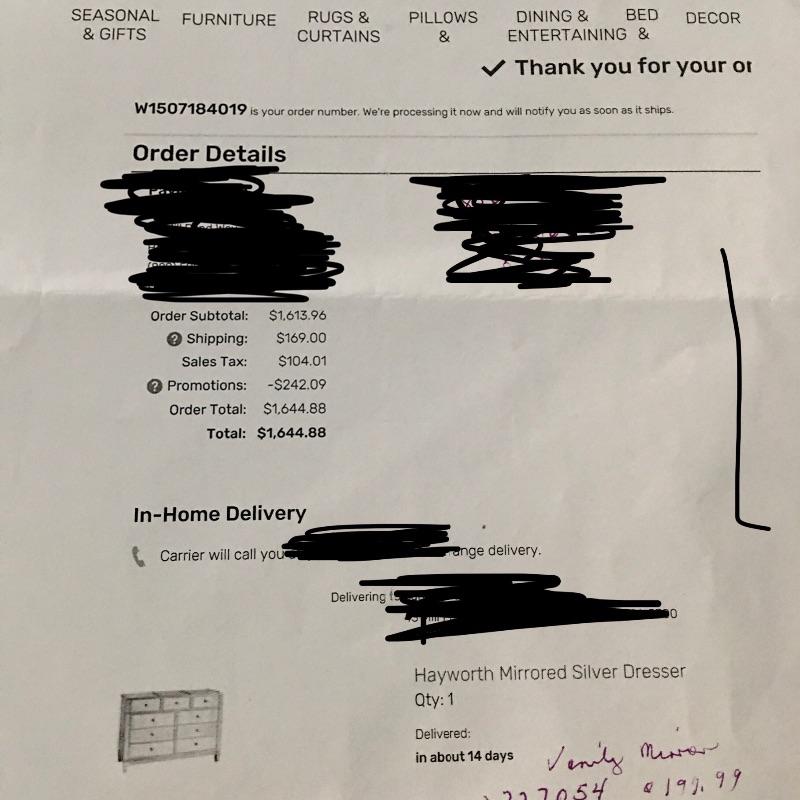 SEASONAL & GIFTS
FURNITURE
RUGS & CURTAINS
PILLOWS &
DINING & ENTERTAINING
BED &
DECOR
✓ Thank you for your or
W1507184019 is your order number. We're processing it now and will notify you as soon as it ships.
Order Details
Order Subtotal: $1,613.96
Shipping: $169.00
Sales Tax: $104.01
Promotions: -$242.09
Order Total: $1,644.88
Total: $1,644.88
In-Home Delivery
Carrier will call you ange delivery.
Delivering
Hayworth Mirrored Silver Dresser
Qty: 1
Delivered:
in about 14 days
Vanity Mirror
227054 @199.99